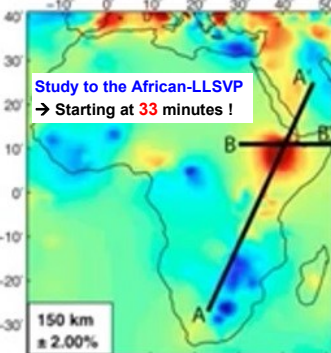 -10° 0° 10° 20° 30° 40°
40°
Study to the African-LLSVP
→ Starting at 33 minutes !
30°
20°
A'
B
10°
0°
-10°
-20°
A
-30°
150 km
± 2.00%